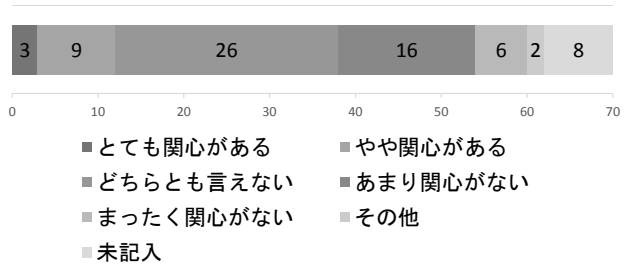 3 9 26 16 6 2 8
0 10 20 30 40 50 60 70
とても関心がある やや関心がある
どちらとも言えない あまり関心がない
まったく関心がない その他
未記入